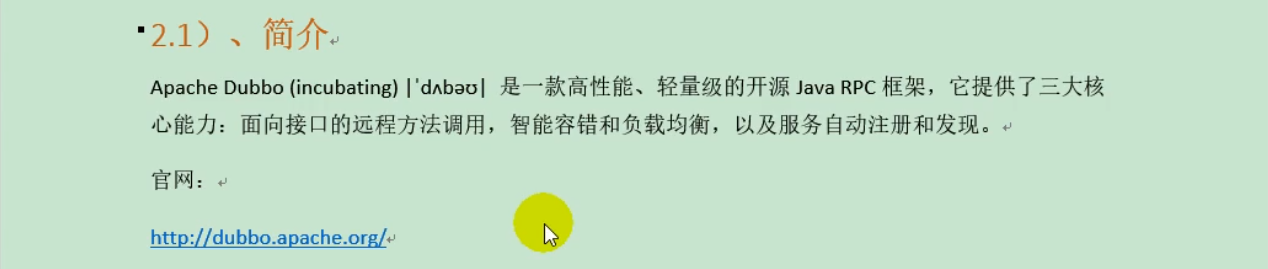 2.1）、简介
Apache Dubbo (incubating) |ˈdʌbəʊ| 是一款高性能、轻量级的开源 Java RPC 框架，它提供了三大核
心能力：面向接口的远程方法调用，智能容错和负载均衡，以及服务自动注册和发现。
官网：
http://dubbo.apache.org/